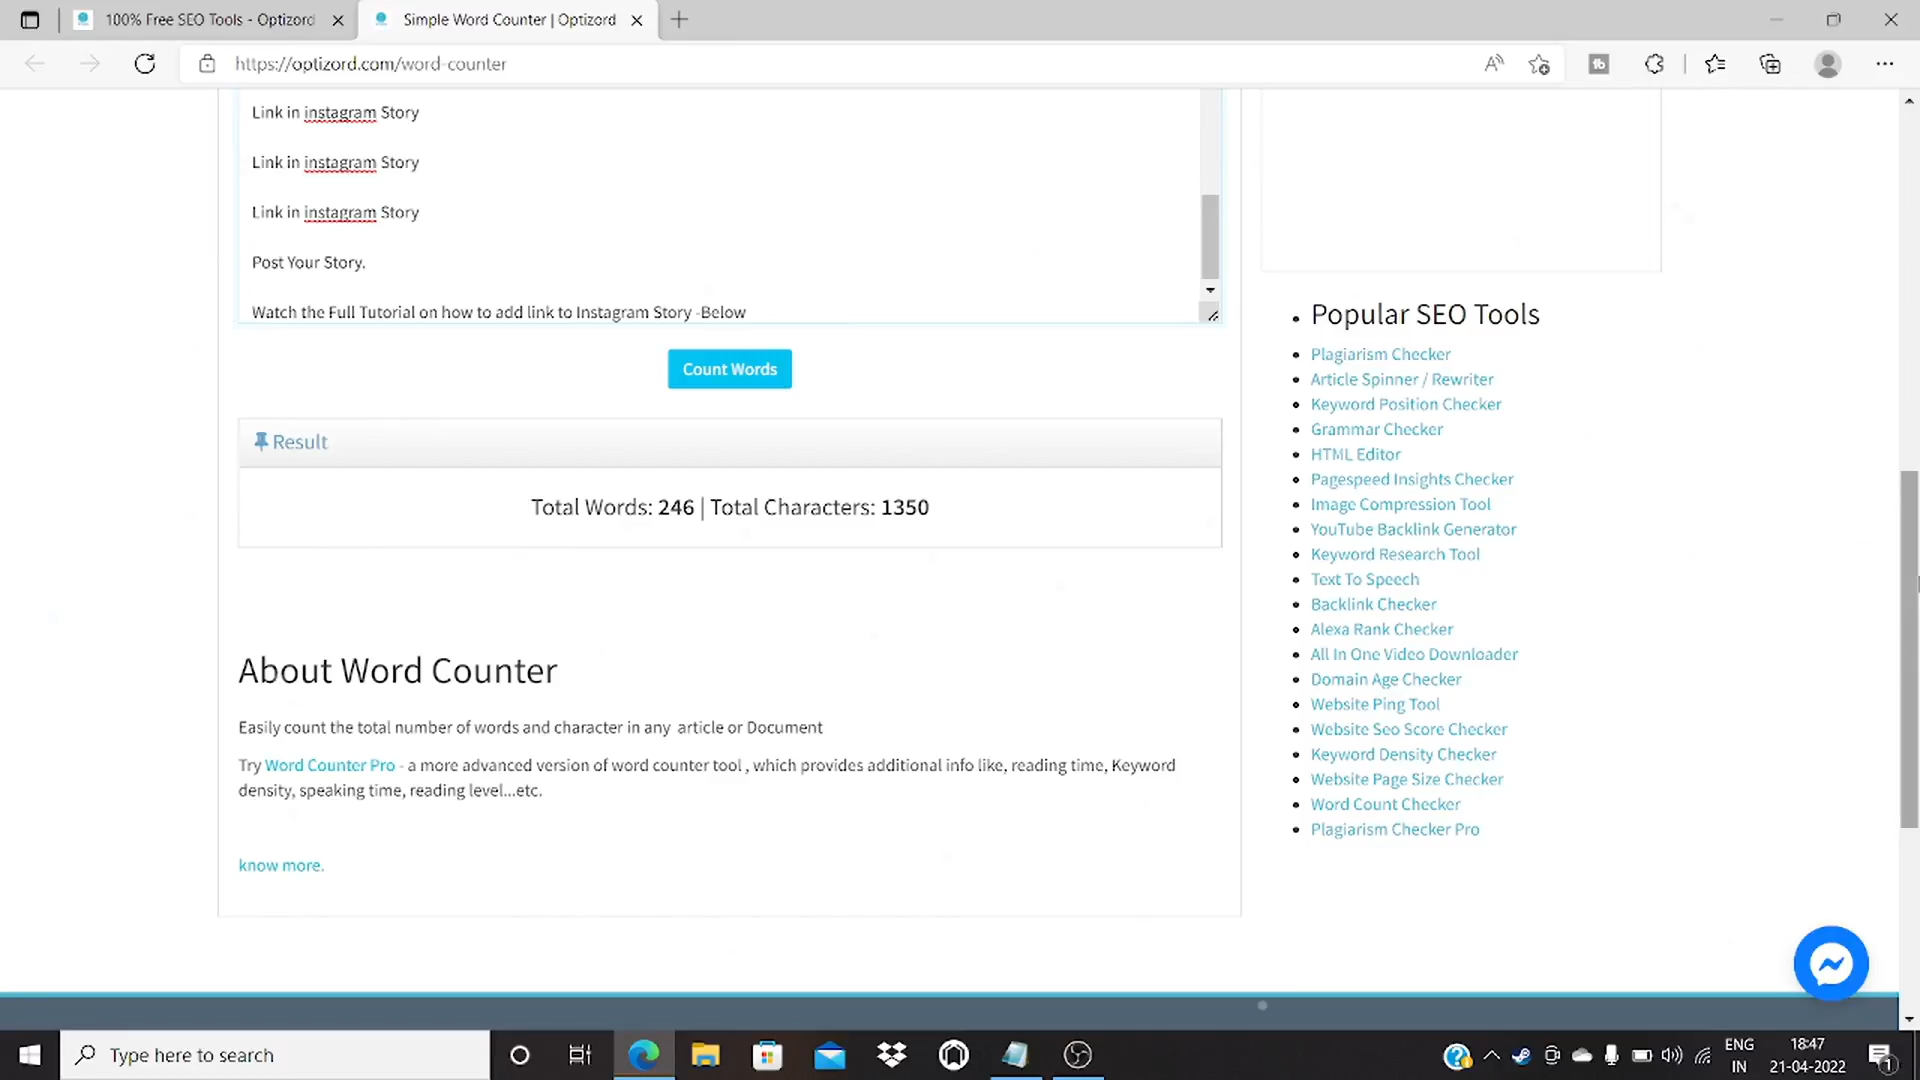 100% Free SEO Tools - Optizord
Simple Word Counter | Optizord
https://optizord.com/word-counter
Link in instagram Story
Link in instagram Story
Link in instagram Story
Post Your Story.
Watch the Full Tutorial on how to add link to Instagram Story -Below
Count Words
Result
Total Words: 246 | Total Characters: 1350
About Word Counter
Easily count the total number of words and character in any article or Document
Try Word Counter Pro - a more advanced version of word counter tool , which provides additional info like, reading time, Keyword
density, speaking time, reading level...etc.
know more.
Popular SEO Tools
Plagiarism Checker
Article Spinner / Rewriter
Keyword Position Checker
Grammar Checker
HTML Editor
Pagespeed Insights Checker
Image Compression Tool
YouTube Backlink Generator
Keyword Research Tool
Text To Speech
Backlink Checker
Alexa Rank Checker
All In One Video Downloader
Domain Age Checker
Website Ping Tool
Website Seo Score Checker
Keyword Density Checker
Website Page Size Checker
Word Count Checker
Plagiarism Checker Pro
Type here to search
ENG
IN
18:47
21-04-2022
1